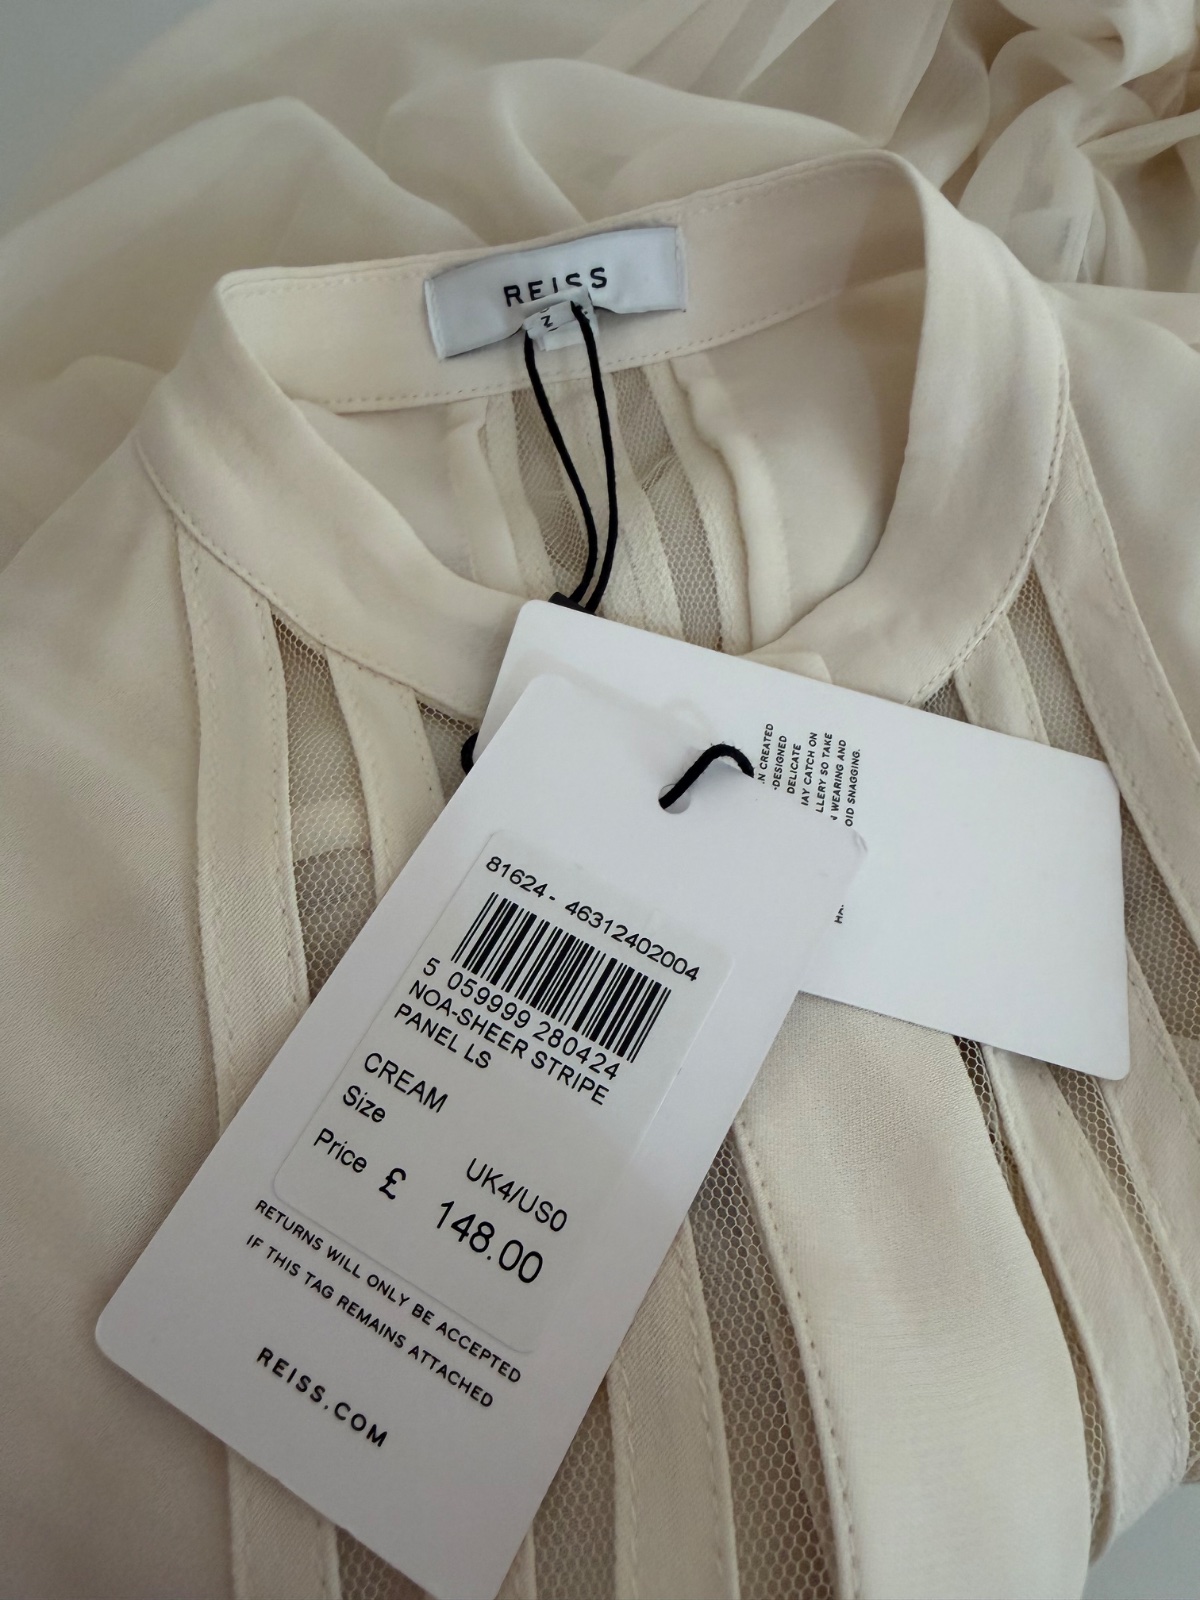 REISS
N CREATED
-DESIGNED
DELICATE
AY CATCH ON
LLERY SO TAKE
WEARING AND
OID SNAGGING.
81624- 46312402004
5 059999 280424
NOA-SHEER STRIPE
PANEL LS
CREAM
Size UK4/US0
Price £ 148.00
RETURNS WILL ONLY BE ACCEPTED
IF THIS TAG REMAINS ATTACHED
REISS.COM